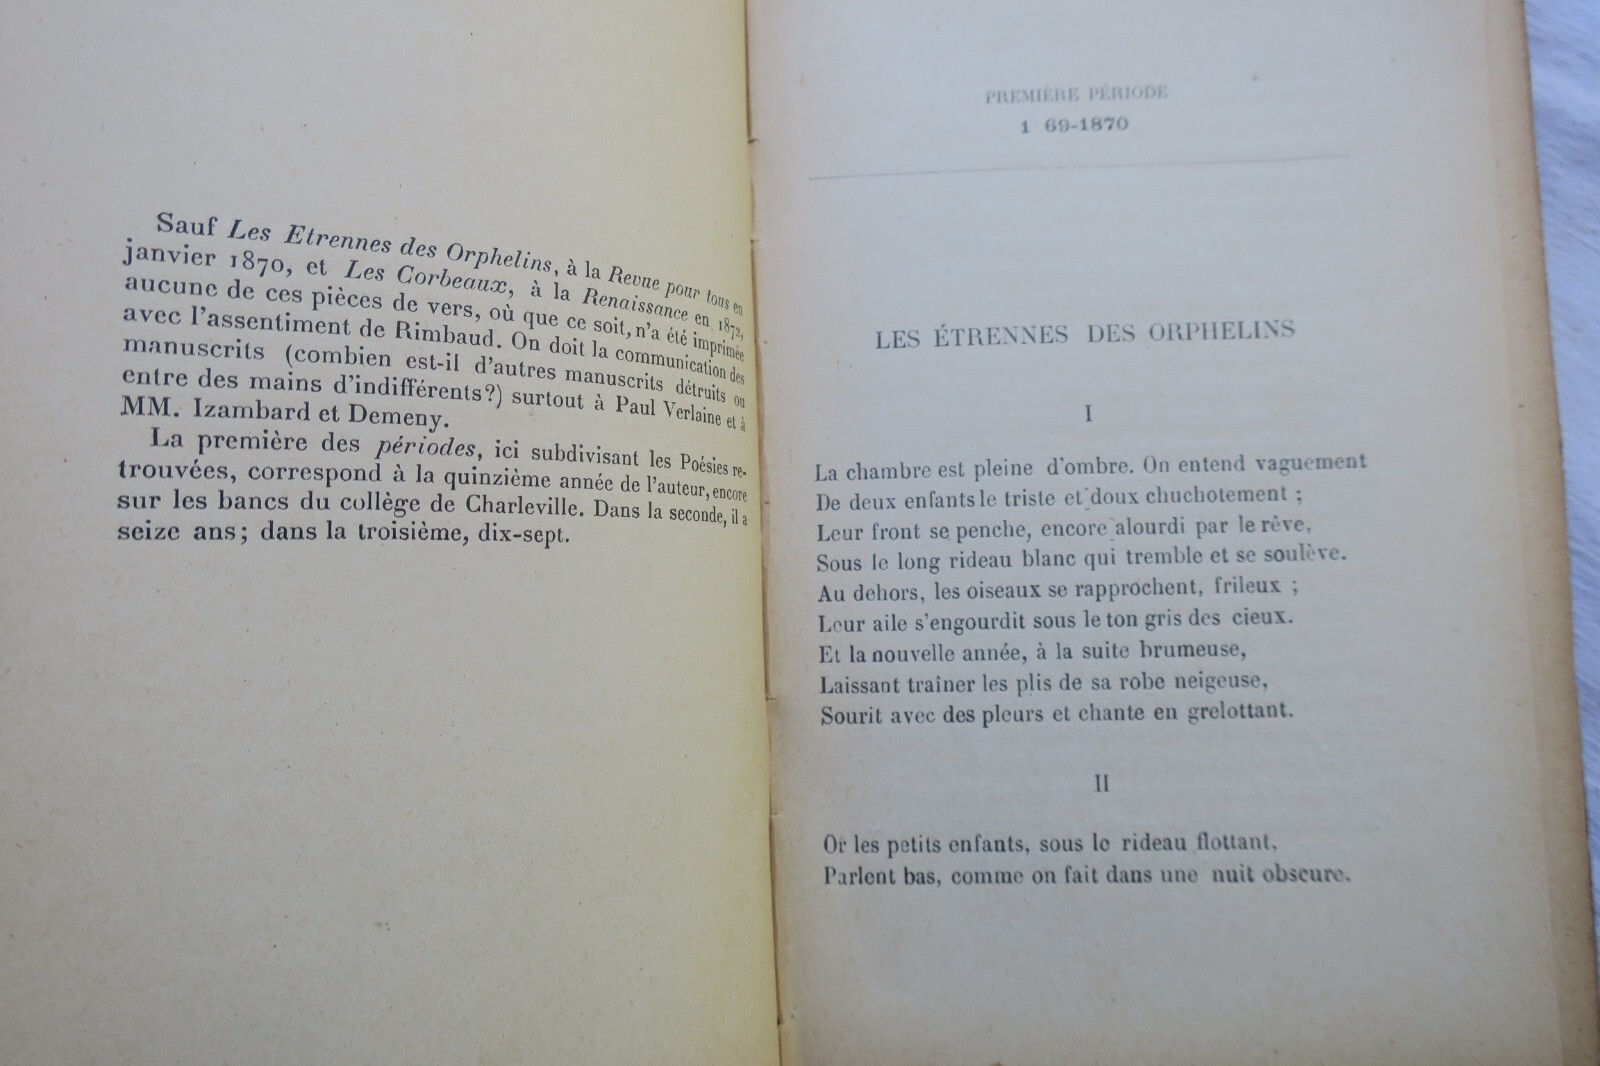 Sauf Les Etrennes des Orphelins, à la Revue pour tous en
janvier 1870, et Les Corbeaux, à la Renaissance en 1872,
aucune de ces pièces de vers, où que ce soit, n'a été imprimée
avec l'assentiment de Rimbaud. On doit la communication des
manuscrits (combien est-il d'autres manuscrits détruits ou
entre des mains d'indifférents?) surtout à Paul Verlaine et à
MM. Izambard et Demeny.
La première des périodes, ici subdivisant les Poésies re-
trouvées, correspond à la quinzième année de l'auteur, encore
sur les bancs du collège de Charleville. Dans la seconde, il a
seize ans; dans la troisième, dix-sept.
PREMIÈRE PÉRIODE
1 69-1870
LES ÉTRENNES DES ORPHELINS
I
La chambre est pleine d'ombre. On entend vaguement
De deux enfants le triste et doux chuchotement ;
Leur front se penche, encore alourdi par le rêve,
Sous le long rideau blanc qui tremble et se soulève.
Au dehors, les oiseaux se rapprochent, frileux ;
Leur aile s'engourdit sous le ton gris des cieux.
Et la nouvelle année, à la suite brumeuse,
Laissant traîner les plis de sa robe neigeuse,
Sourit avec des pleurs et chante en grelottant.
II
Or les petits enfants, sous le rideau flottant,
Parlent bas, comme on fait dans une nuit obscure.